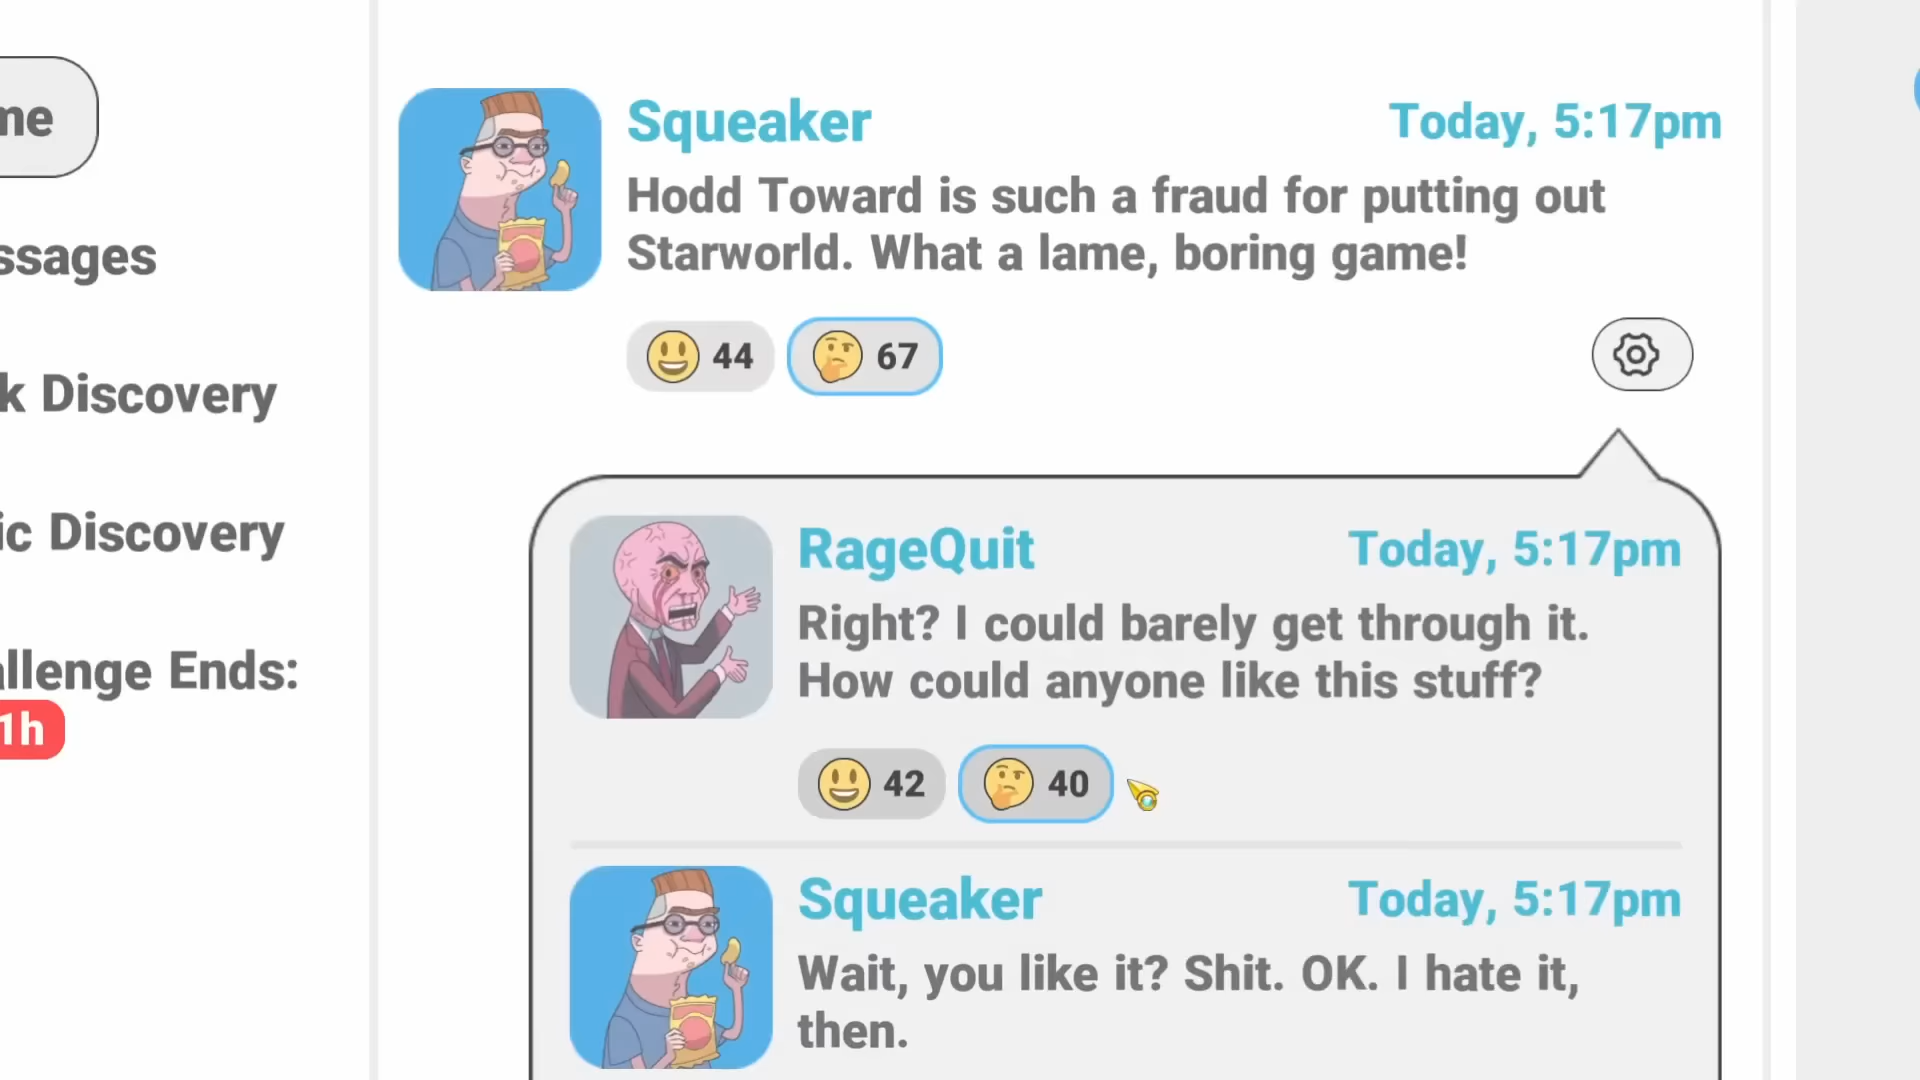 me
ssages
k Discovery
ic Discovery
allenge Ends:
1h
Squeaker
Today, 5:17pm
Hodd Toward is such a fraud for putting out
Starworld. What a lame, boring game!
44
67
RageQuit
Today, 5:17pm
Right? I could barely get through it.
How could anyone like this stuff?
42
40
Squeaker
Today, 5:17pm
Wait, you like it? Shit. OK. I hate it,
then.